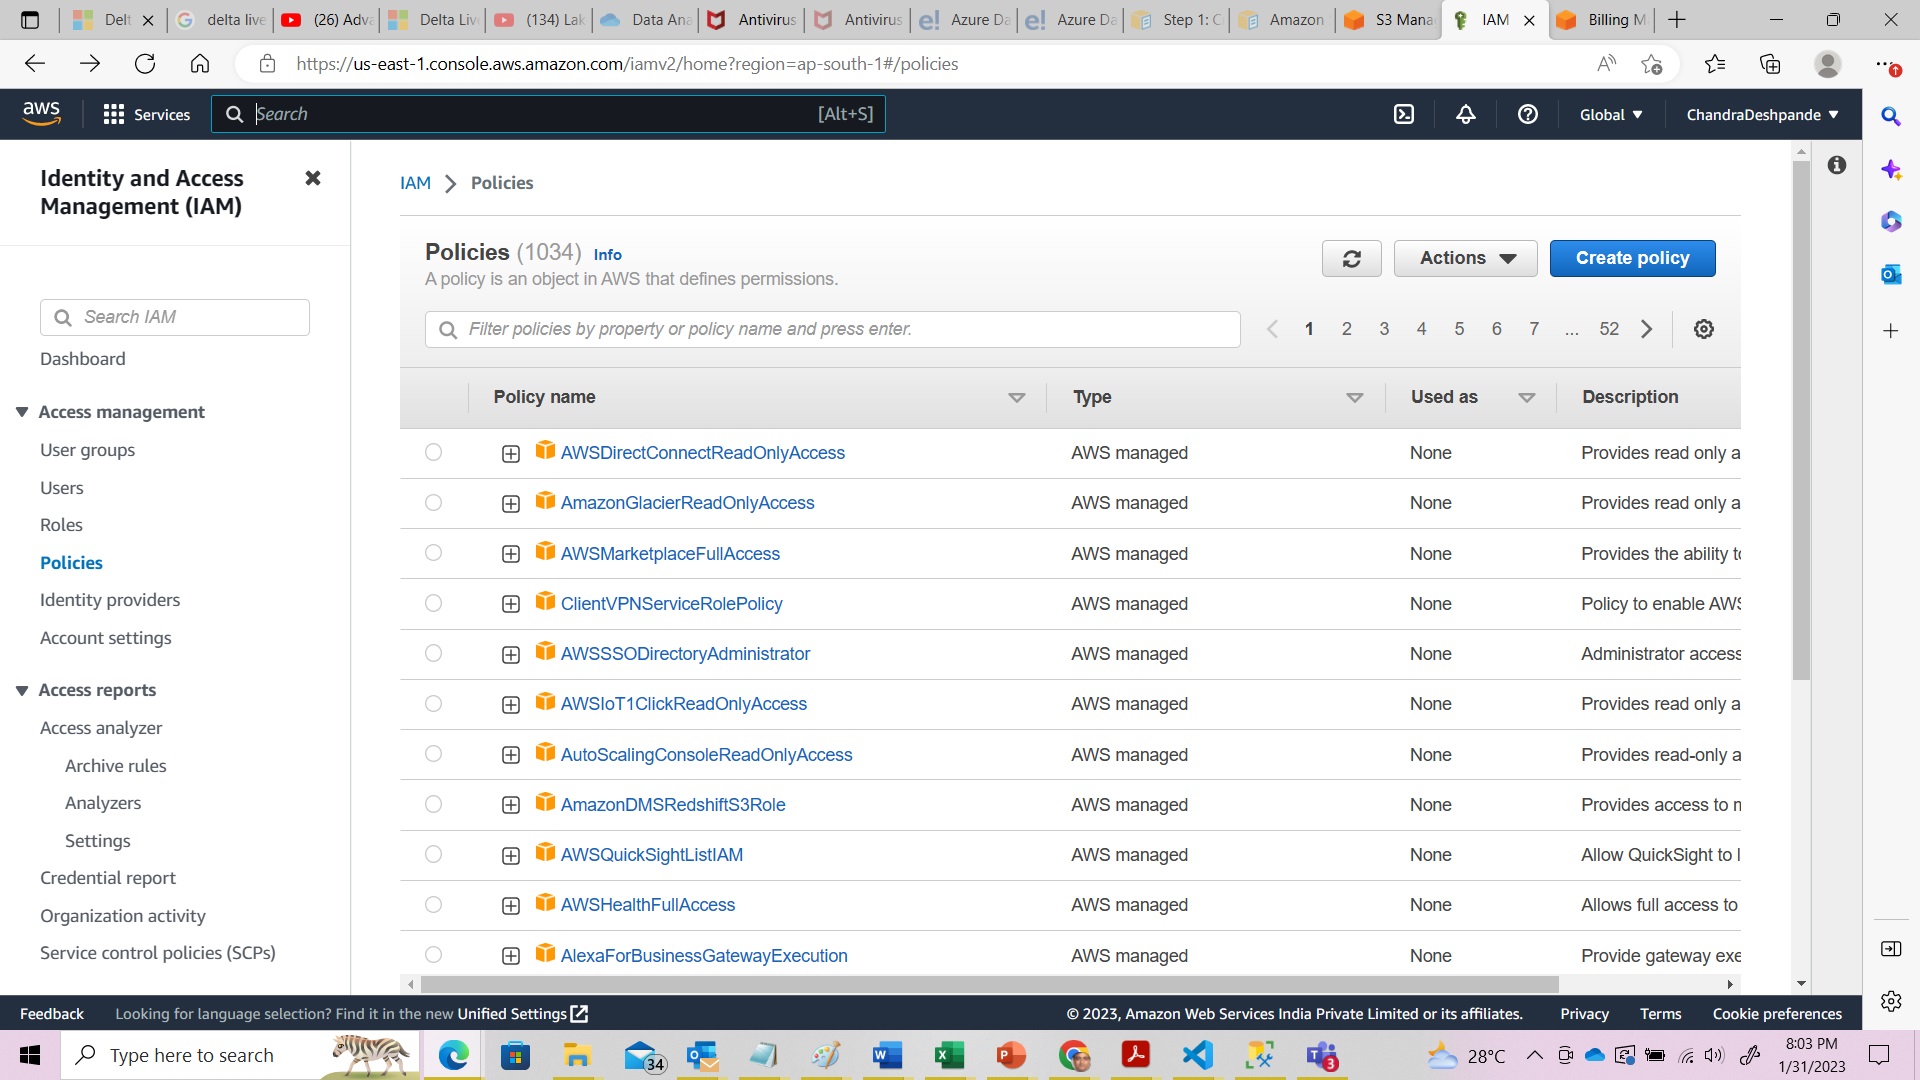 Delt
delta live
(26) Adva
Delta Liv
(134) Lak
Data Ana
Antivirus
Antivirus
Azure Da
Azure Da
Step 1: C
Amazon
S3 Mana
IAM
Billing M
https://us-east-1.console.aws.amazon.com/iamv2/home?region=ap-south-1#/policies
aws
Services
Search
[Alt+S]
Global
ChandraDeshpande
Identity and Access
Management (IAM)
Search IAM
Dashboard
Access management
User groups
Users
Roles
Policies
Identity providers
Account settings
Access reports
Access analyzer
Archive rules
Analyzers
Settings
Credential report
Organization activity
Service control policies (SCPs)
IAM > Policies
Policies (1034) Info
A policy is an object in AWS that defines permissions.
Actions
Create policy
Filter policies by property or policy name and press enter.
1 2 3 4 5 6 7 ... 52
Policy name Type Used as Description
AWSDirectConnectReadOnlyAccess AWS managed None Provides read only a
AmazonGlacierReadOnlyAccess AWS managed None Provides read only a
AWSMarketplaceFullAccess AWS managed None Provides the ability to
ClientVPNServiceRolePolicy AWS managed None Policy to enable AWS
AWSSSODirectoryAdministrator AWS managed None Administrator access
AWSIoT1ClickReadOnlyAccess AWS managed None Provides read only a
AutoScalingConsoleReadOnlyAccess AWS managed None Provides read-only a
AmazonDMSRedshiftS3Role AWS managed None Provides access to m
AWSQuickSightListIAM AWS managed None Allow QuickSight to l
AWSHealthFullAccess AWS managed None Allows full access to
AlexaForBusinessGatewayExecution AWS managed None Provide gateway exe
Feedback
Looking for language selection? Find it in the new Unified Settings
© 2023, Amazon Web Services India Private Limited or its affiliates.
Privacy
Terms
Cookie preferences
Type here to search
34
3
28°C
8:03 PM
1/31/2023